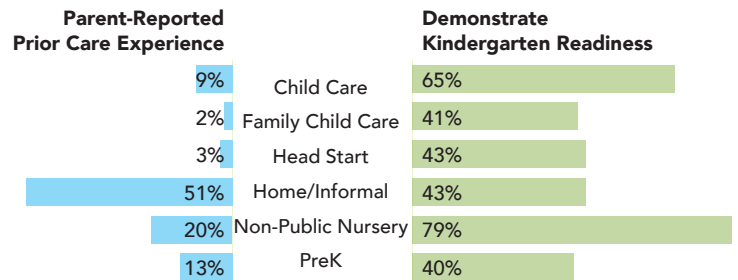 Parent-Reported
Prior Care Experience
Demonstrate
Kindergarten Readiness
9% Child Care 65%
2% Family Child Care 41%
3% Head Start 43%
51% Home/Informal 43%
20% Non-Public Nursery 79%
13% PreK 40%